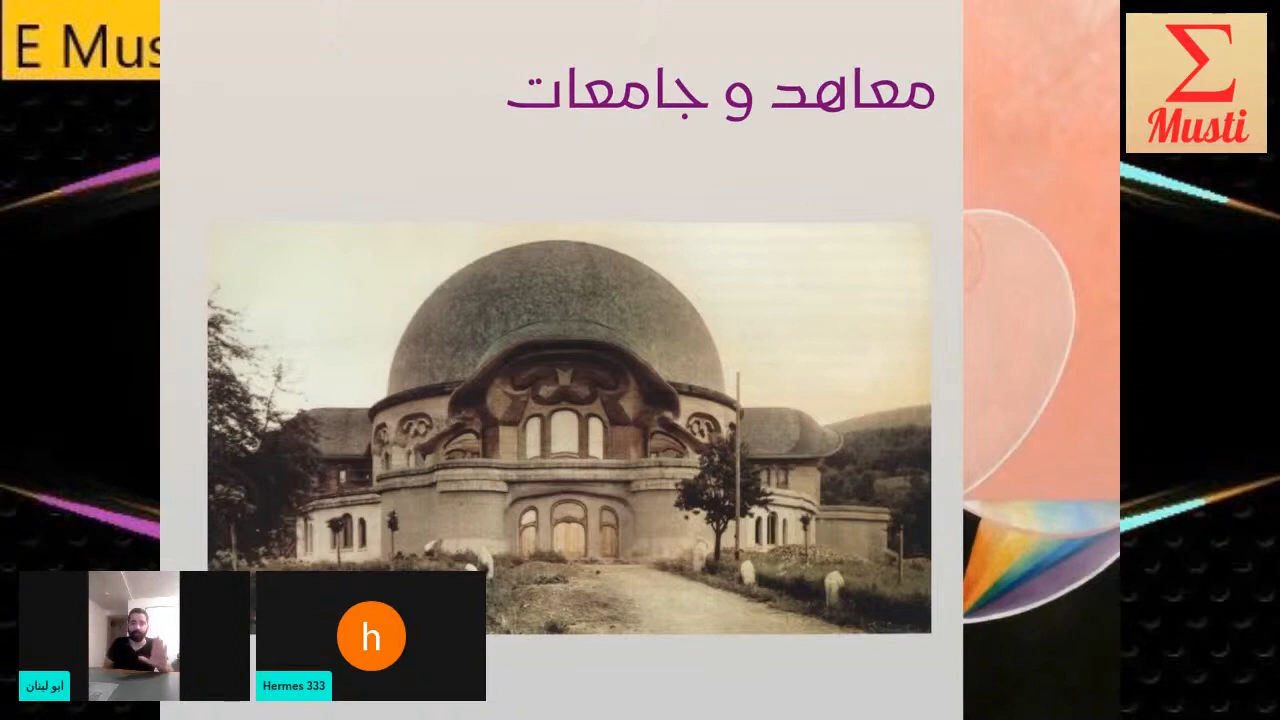 E Mus
معاهد و جامعات
Σ
Musti
h
ابو لبنان
Hermes 333